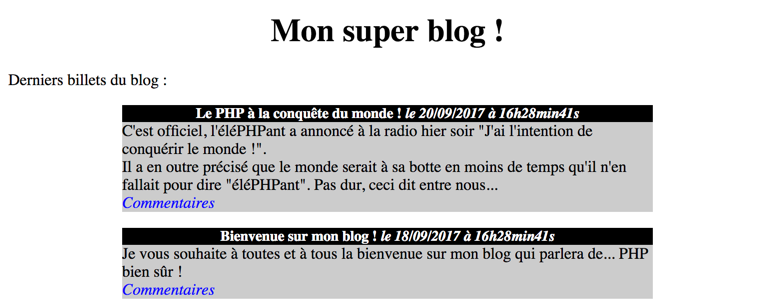 Mon super blog !
Derniers billets du blog :
Le PHP à la conquête du monde ! le 20/09/2017 à 16h28min41s
C'est officiel, l'éléPHPant a annoncé à la radio hier soir "J'ai l'intention de
conquérir le monde !".
Il a en outre précisé que le monde serait à sa botte en moins de temps qu'il n'en
fallait pour dire "éléPHPant". Pas dur, ceci dit entre nous...
Commentaires
Bienvenue sur mon blog ! le 18/09/2017 à 16h28min41s
Je vous souhaite à toutes et à tous la bienvenue sur mon blog qui parlera de... PHP
bien sûr !
Commentaires